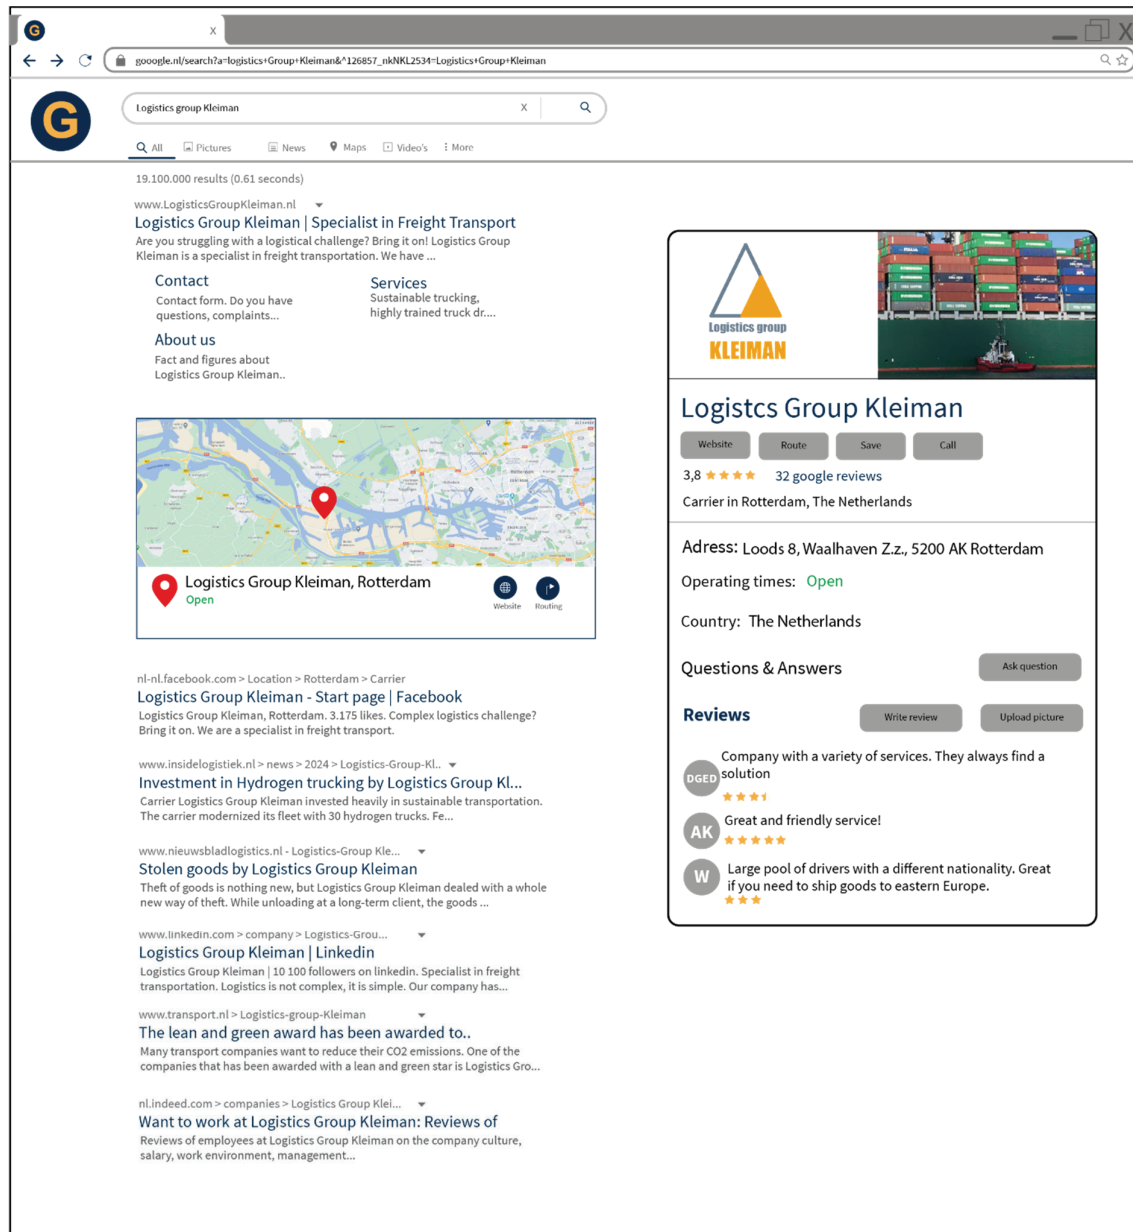 G
X
X
gooogle.nl/search?a=logistics+Group+Kleiman&^126857_nkNKL2534=Logistics+Group+Kleiman
G
Logistics group Kleiman
X
All
Pictures
News
Maps
Video's
More
19.100.000 results (0.61 seconds)
www.LogisticsGroupKleiman.nl
Logistics Group Kleiman | Specialist in Freight Transport
Are you struggling with a logistical challenge? Bring it on! Logistics Group
Kleiman is a specialist in freight transportation. We have ...
Contact
Contact form. Do you have
questions, complaints...
Services
Sustainable trucking,
highly trained truck dr....
About us
Fact and figures about
Logistics Group Kleiman..
Logistics Group Kleiman, Rotterdam
Open
Website
Routing
nl-nl.facebook.com > Location > Rotterdam > Carrier
Logistics Group Kleiman - Start page | Facebook
Logistics Group Kleiman, Rotterdam. 3.175 likes. Complex logistics challenge?
Bring it on. We are a specialist in freight transport.
www.insidelogistiek.nl > news > 2024 > Logistics-Group-Kl..
Investment in Hydrogen trucking by Logistics Group Kl...
Carrier Logistics Group Kleiman invested heavily in sustainable transportation.
The carrier modernized its fleet with 30 hydrogen trucks. Fe...
www.nieuwsbladlogistics.nl - Logistics-Group Kle...
Stolen goods by Logistics Group Kleiman
Theft of goods is nothing new, but Logistics Group Kleiman dealed with a whole
new way of theft. While unloading at a long-term client, the goods ...
www.linkedin.com > company > Logistics-Grou...
Logistics Group Kleiman | Linkedin
Logistics Group Kleiman | 10 100 followers on linkedin. Specialist in freight
transportation. Logistics is not complex, it is simple. Our company has...
www.transport.nl > Logistics-group-Kleiman
The lean and green award has been awarded to..
Many transport companies want to reduce their CO2 emissions. One of the
companies that has been awarded with a lean and green star is Logistics Gro...
nl.indeed.com > companies > Logistics Group Klei...
Want to work at Logistics Group Kleiman: Reviews of
Reviews of employees at Logistics Group Kleiman on the company culture,
salary, work environment, management...
Logistics group
KLEIMAN
Logistcs Group Kleiman
Website
Route
Save
Call
3,8
32 google reviews
Carrier in Rotterdam, The Netherlands
Adress: Loods 8, Waalhaven Z.z., 5200 AK Rotterdam
Operating times: Open
Country: The Netherlands
Questions & Answers
Ask question
Reviews
Write review
Upload picture
DGED
Company with a variety of services. They always find a
solution
AK
Great and friendly service!
W
Large pool of drivers with a different nationality. Great
if you need to ship goods to eastern Europe.